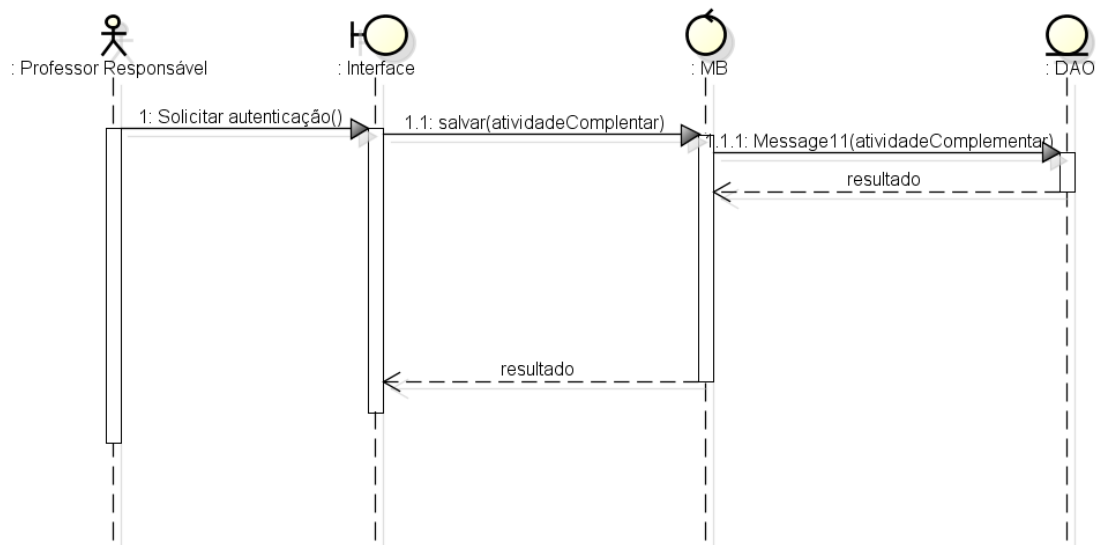 : Professor Responsável
: Interface
: MB
: DAO
1: Solicitar autenticação()
1.1: salvar(atividadeComplentar)
1.1.1: Message11(atividadeComplementar)
resultado
resultado